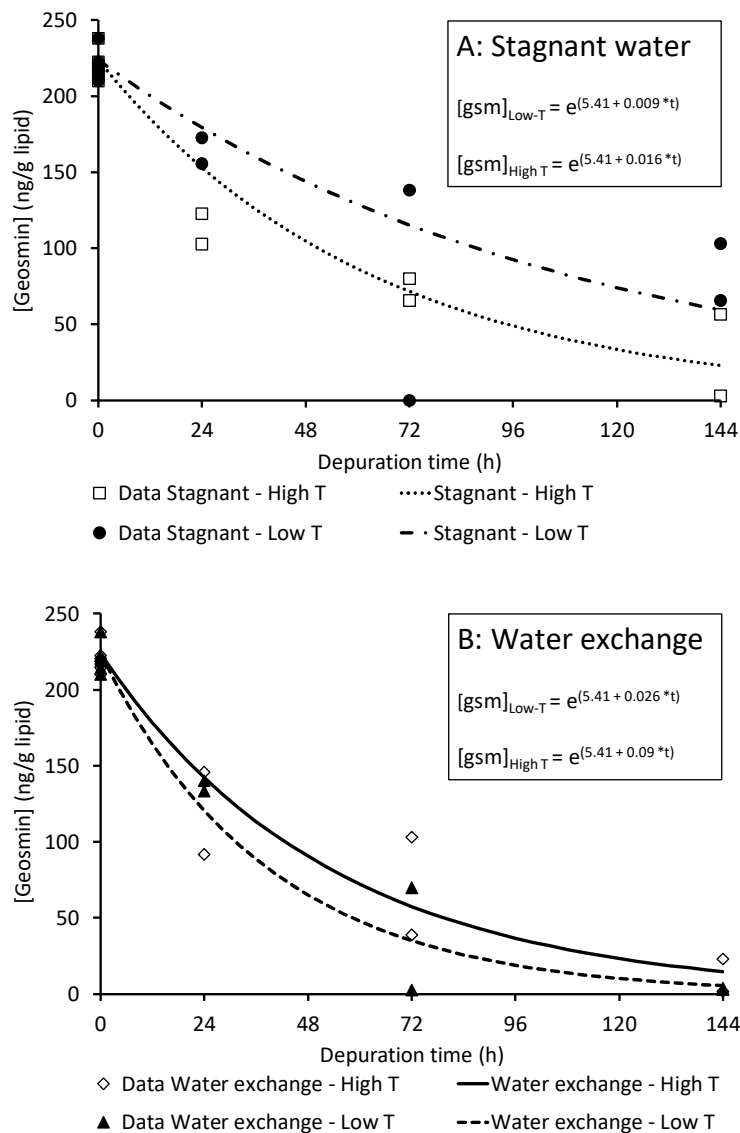 250
200
150
100
50
0
[Geosmin] (ng/g lipid)
A: Stagnant water
[gsm]Low-T = e(5.41 + 0.009 *t)
[gsm]High T = e(5.41 + 0.016 *t)
0 24 48 72 96 120 144
Depuration time (h)
Data Stagnant - High T Stagnant - High T
Data Stagnant - Low T Stagnant - Low T
250
200
150
100
50
0
[Geosmin] (ng/g lipid)
B: Water exchange
[gsm]Low-T = e(5.41 + 0.026 *t)
[gsm]High T = e(5.41 + 0.09 *t)
0 24 48 72 96 120 144
Depuration time (h)
Data Water exchange - High T Water exchange - High T
Data Water exchange - Low T Water exchange - Low T